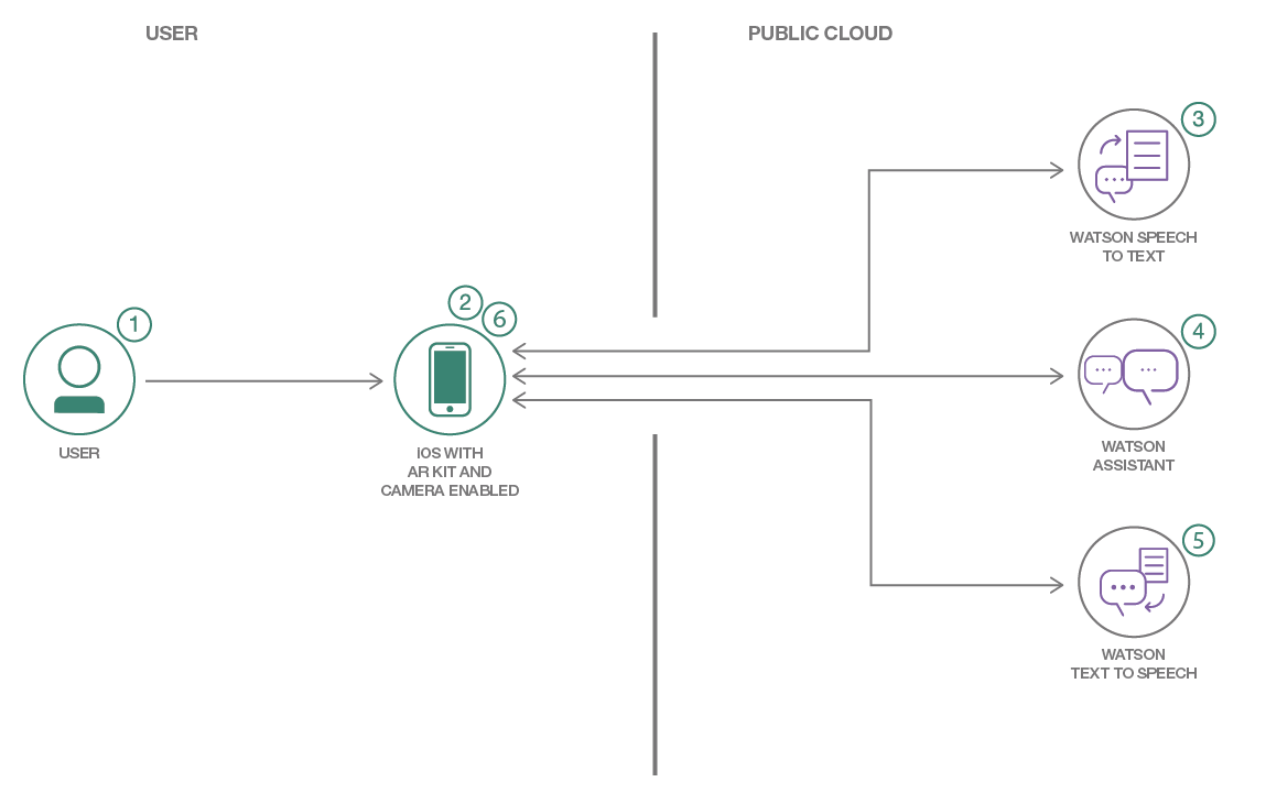 USER
PUBLIC CLOUD
3
WATSON SPEECH
TO TEXT
1
USER
2
6
IOS WITH
AR KIT AND
CAMERA ENABLED
4
WATSON
ASSISTANT
5
WATSON
TEXT TO SPEECH